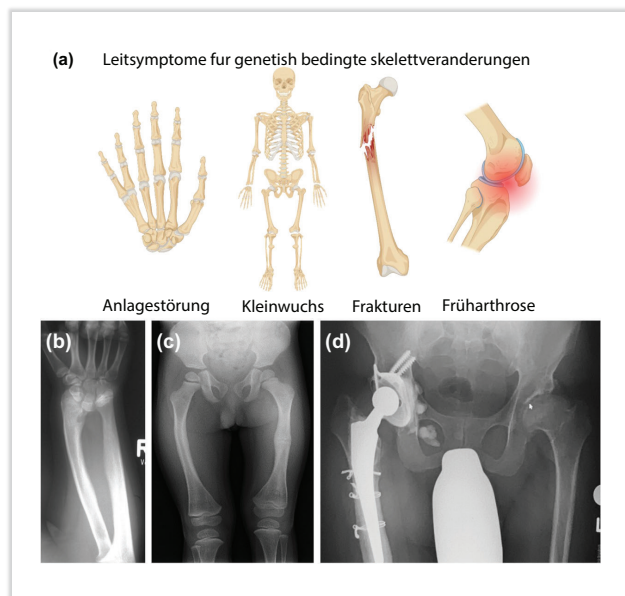 (a) Leitsymptome fur genetish bedingte skelettveranderungen
Anlagestörung Kleinwuchs Frakturen Früharthrose
(b) (c) (d)
R
L